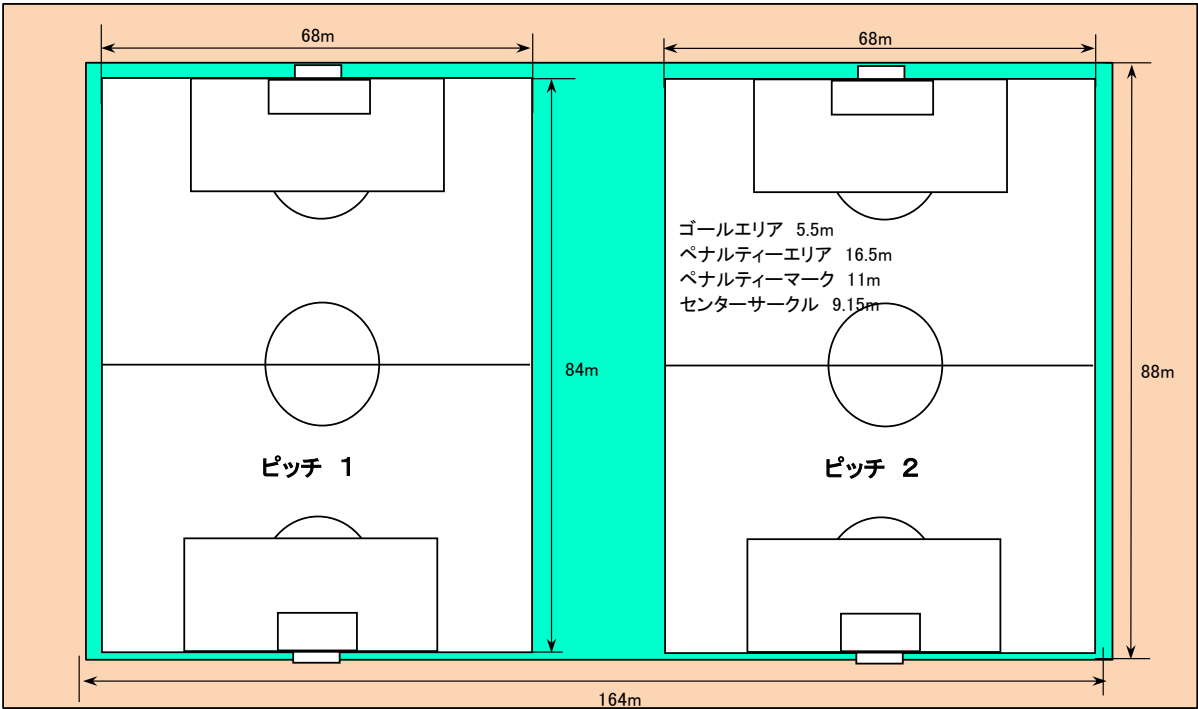 68m
68m
ゴールエリア 5.5m
ペナルティーエリア 16.5m
ペナルティーマーク 11m
センターサークル 9.15m
84m
88m
ピッチ 1
ピッチ 2
164m